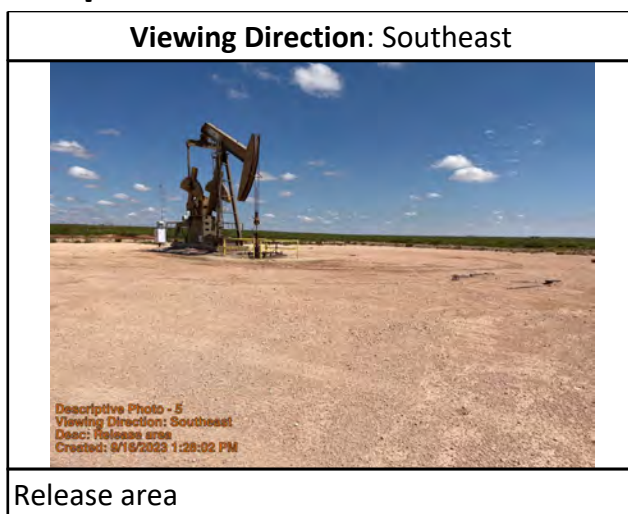 Viewing Direction: Southeast
Descriptive Photo - 5
Viewing Direction: Southeast
Desc: Release area
Created: 9/16/2023 1:28:02 PM
Release area